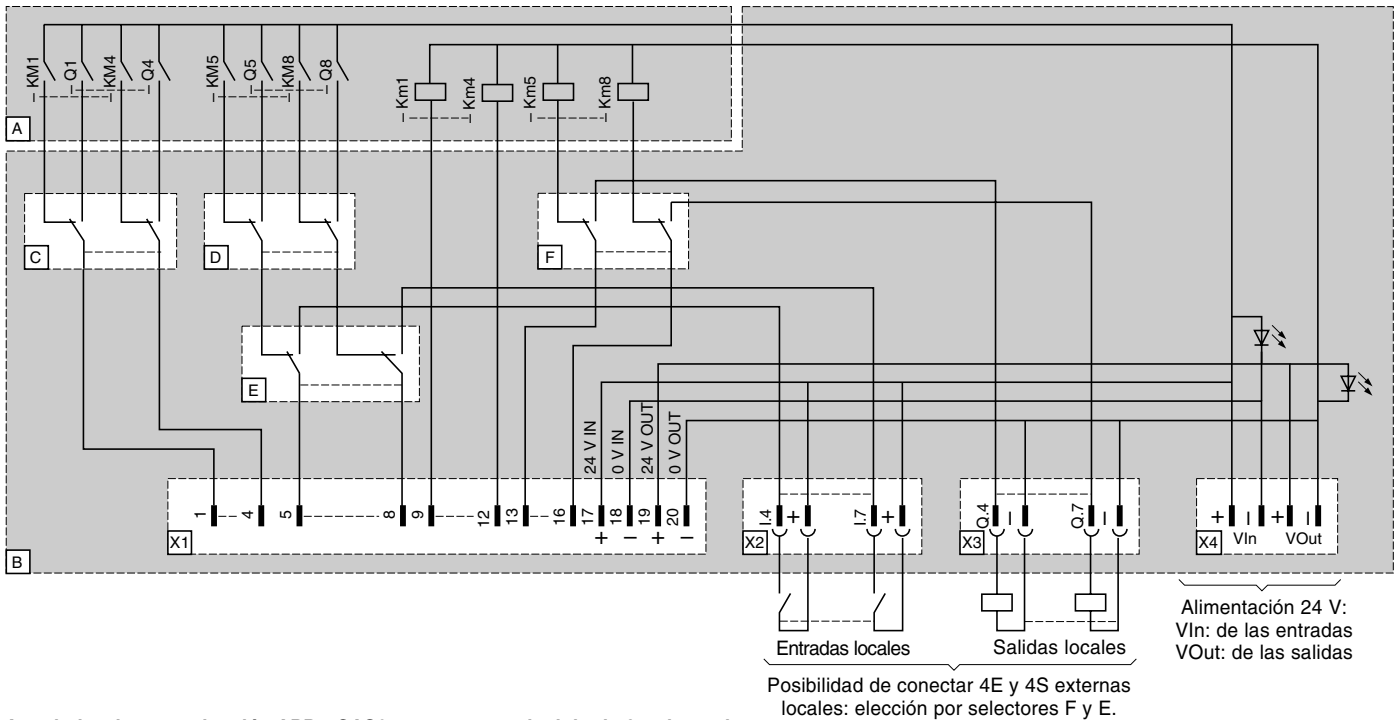 KM1 Q1 KM4 Q4 KM5 Q5 KM8 Q8 Km1 Km4 Km5 Km8
A
C D F
E
24 V IN 0 V IN 24 V OUT 0 V OUT
1 4 5 8 9 12 13 16 17 18 19 20 I.4 + I.7 + Q.4 – Q.7 – + – + –
+ – + –
X1 X2 X3 X4 VIn VOut
B
Entradas locales Salidas locales
Posibilidad de conectar 4E y 4S externas
locales: elección por selectores F y E.
Alimentación 24 V:
VIn: de las entradas
VOut: de las salidas